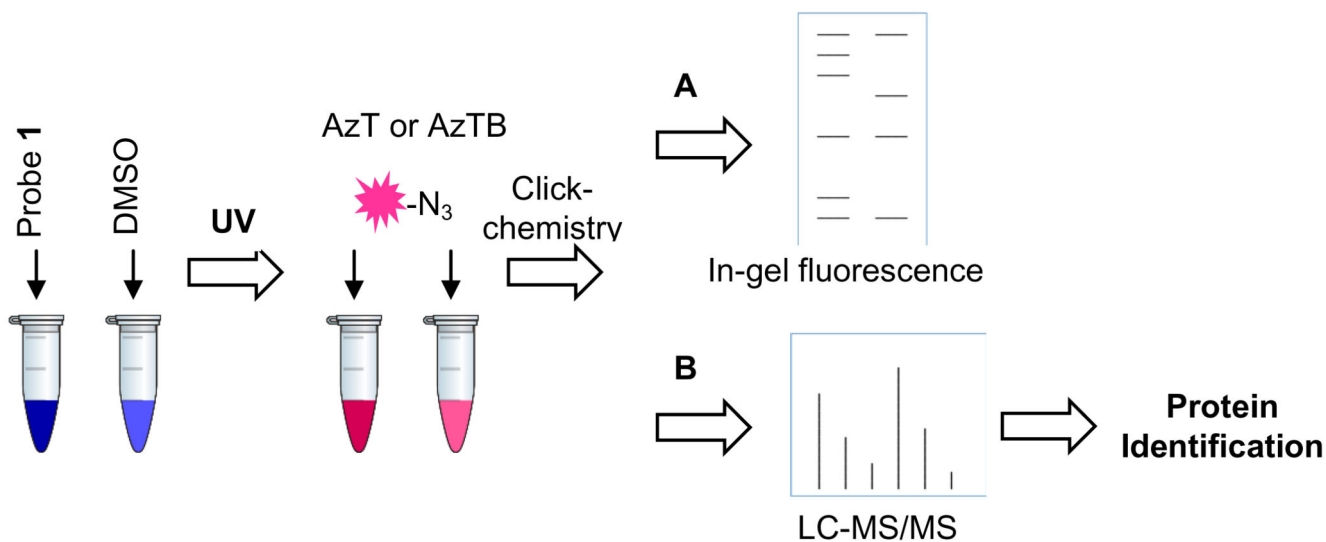 Probe 1
DMSO
UV
AzT or AzTB
-N3
Click-
chemistry
A
In-gel fluorescence
B
LC-MS/MS
Protein
Identification